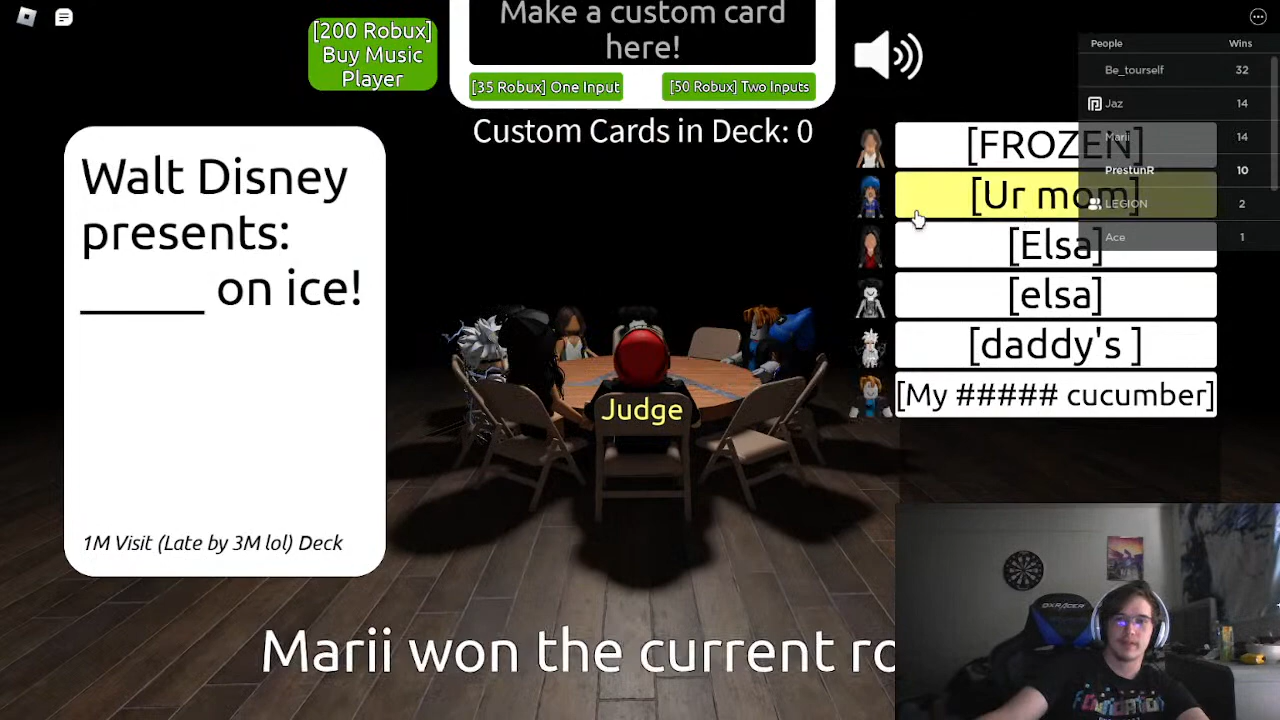 [200 Robux]
Buy Music
Player
Make a custom card
here!
[35 Robux] One Input
[50 Robux] Two Inputs
Custom Cards in Deck: 0
People Wins
Be_tourself 32
Jaz 14
Marii 14
PrestunR 10
LEGION 2
Ace 1
Walt Disney
presents:
______ on ice!
1M Visit (Late by 3M lol) Deck
[FROZEN]
[Ur mom]
[Elsa]
[elsa]
[daddy's ]
[My ##### cucumber]
Judge
Marii won the current ro